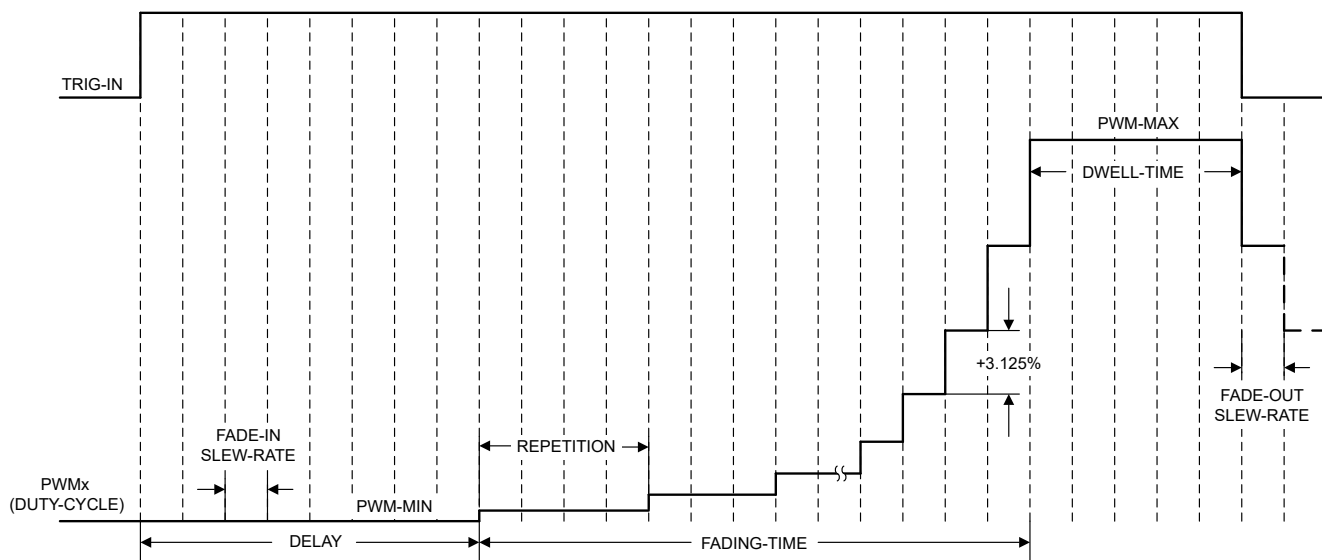 TRIG-IN
PWM-MAX
DWELL-TIME
+3.125%
FADE-OUT
SLEW-RATE
FADE-IN
SLEW-RATE
REPETITION
PWMx
(DUTY-CYCLE)
PWM-MIN
DELAY
FADING-TIME